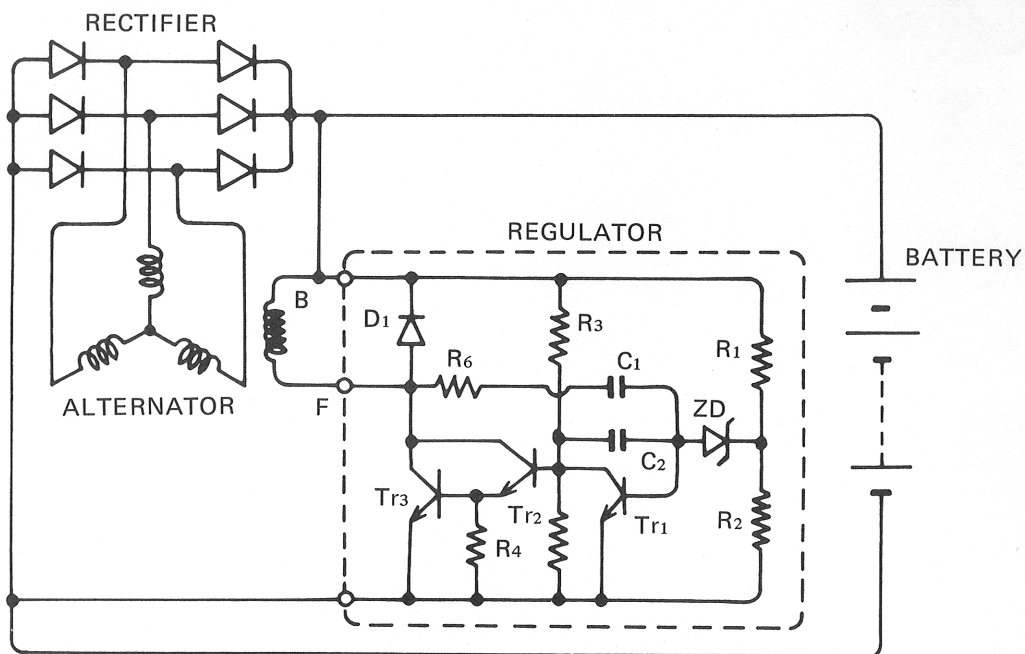 RECTIFIER
REGULATOR
BATTERY
B
D1
R3
R1
R6
C1
ALTERNATOR
F
ZD
C2
Tr3
Tr2
Tr1
R2
R4